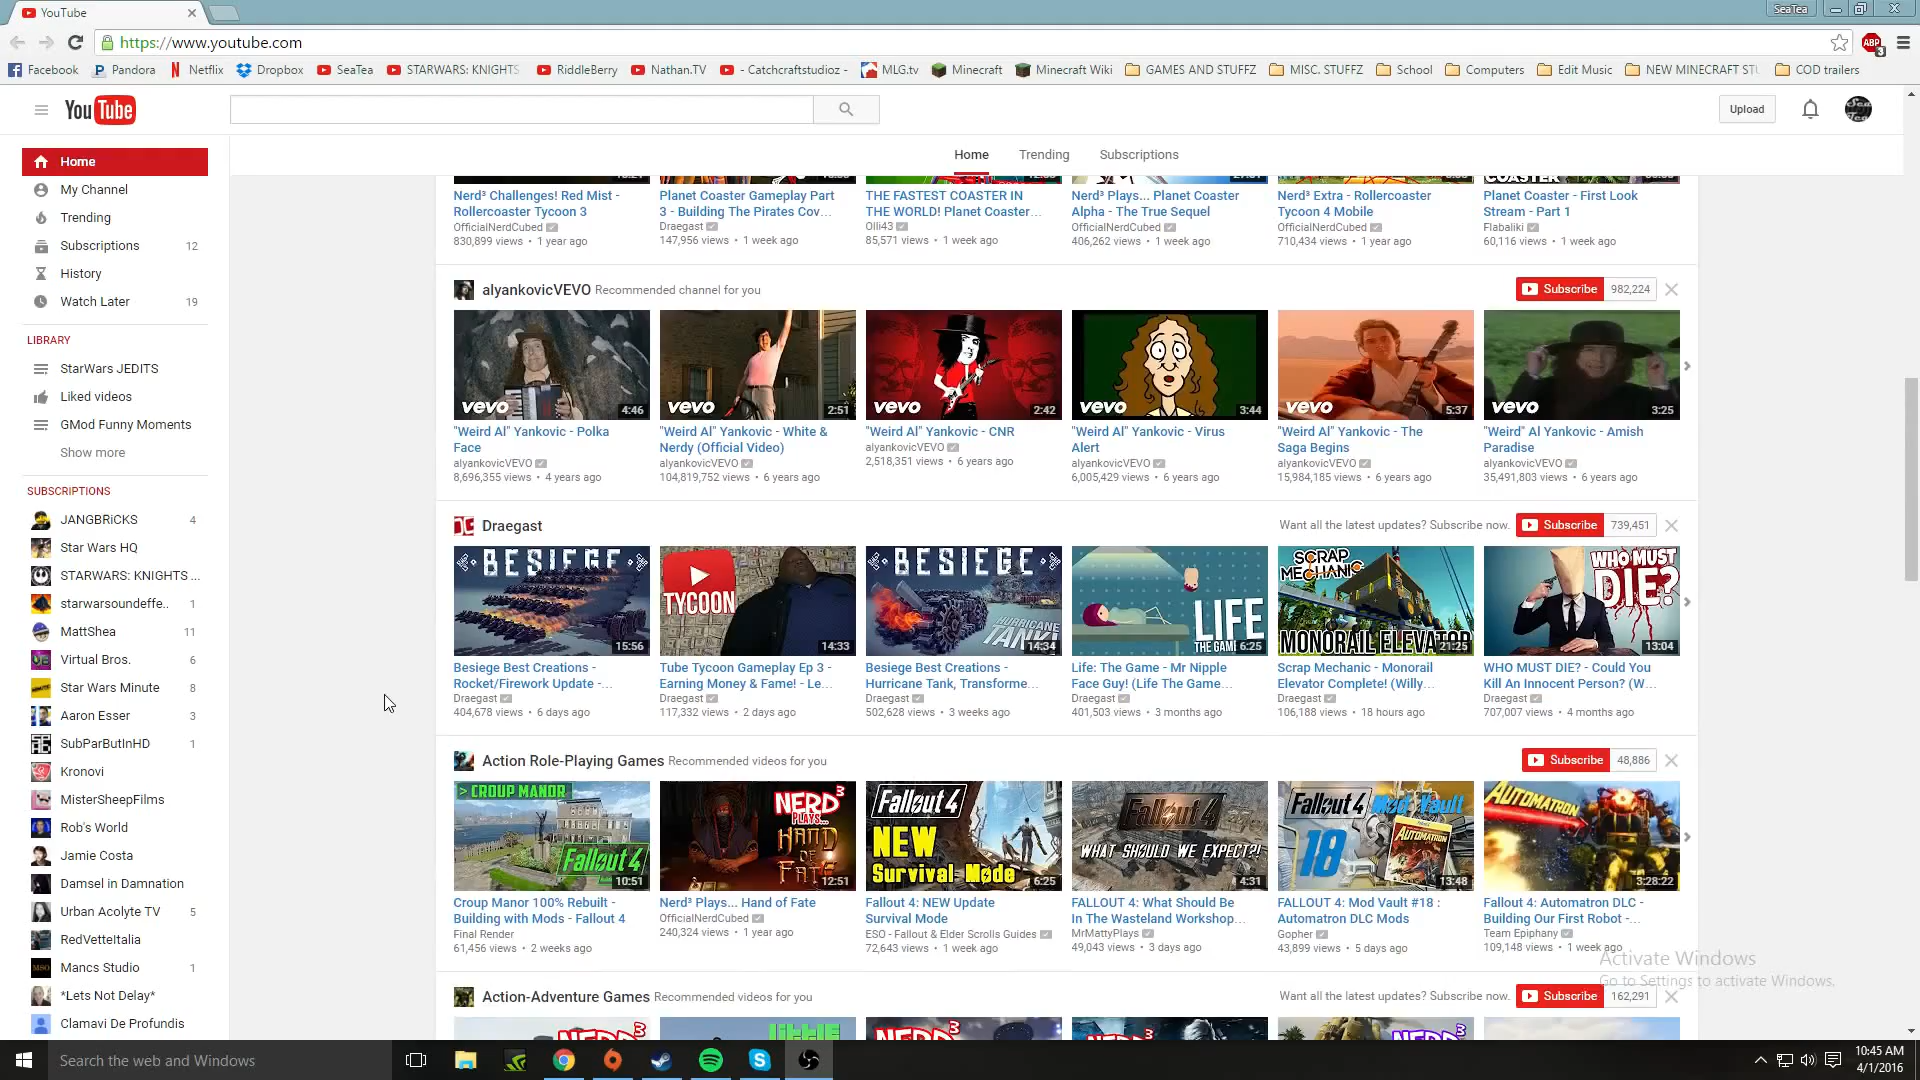 YouTube
SeaTea
https://www.youtube.com
ABP
3
Facebook
Pandora
Netflix
Dropbox
SeaTea
STARWARS: KNIGHTS
RiddleBerry
Nathan.TV
- Catchcraftstudioz -
MLG.tv
Minecraft
Minecraft Wiki
GAMES AND STUFFZ
MISC. STUFFZ
School
Computers
Edit Music
NEW MINECRAFT STU
COD trailers
YouTube
Upload
Home
Trending
Subscriptions
Home
My Channel
Trending
Subscriptions 12
History
Watch Later 19
LIBRARY
StarWars JEDITS
Liked videos
GMod Funny Moments
Show more
SUBSCRIPTIONS
JANGBRiCKS 4
Star Wars HQ
STARWARS: KNIGHTS ...
starwarsoundeffe.. 1
MattShea 11
Virtual Bros. 6
Star Wars Minute 8
Aaron Esser 3
SubParButInHD 1
Kronovi
MisterSheepFilms
Rob's World
Jamie Costa
Damsel in Damnation
Urban Acolyte TV 5
RedVetteItalia
Mancs Studio 1
*Lets Not Delay*
Clamavi De Profundis
Nerd³ Challenges! Red Mist -
Rollercoaster Tycoon 3
OfficialNerdCubed
830,899 views • 1 year ago
Planet Coaster Gameplay Part
3 - Building The Pirates Cov...
Draegast
147,956 views • 1 week ago
THE FASTEST COASTER IN
THE WORLD! Planet Coaster...
Olli43
85,571 views • 1 week ago
Nerd³ Plays... Planet Coaster
Alpha - The True Sequel
OfficialNerdCubed
406,262 views • 1 week ago
Nerd³ Extra - Rollercoaster
Tycoon 4 Mobile
OfficialNerdCubed
710,434 views • 1 year ago
COASTER
Planet Coaster - First Look
Stream - Part 1
Flabaliki
60,116 views • 1 week ago
alyankovicVEVO Recommended channel for you
Subscribe 982,224
vevo 4:46
"Weird Al" Yankovic - Polka
Face
alyankovicVEVO
8,696,355 views • 4 years ago
vevo 2:51
"Weird Al" Yankovic - White &
Nerdy (Official Video)
alyankovicVEVO
104,819,752 views • 6 years ago
vevo 2:42
"Weird Al" Yankovic - CNR
alyankovicVEVO
2,518,351 views • 6 years ago
vevo 3:44
"Weird Al" Yankovic - Virus
Alert
alyankovicVEVO
6,005,429 views • 6 years ago
vevo 5:37
"Weird Al" Yankovic - The
Saga Begins
alyankovicVEVO
15,984,185 views • 6 years ago
vevo 3:25
"Weird" Al Yankovic - Amish
Paradise
alyankovicVEVO
35,491,803 views • 6 years ago
Draegast
Want all the latest updates? Subscribe now.
Subscribe 739,451
BESIEGE
15:56
Besiege Best Creations -
Rocket/Firework Update -...
Draegast
404,678 views • 6 days ago
TYCOON
14:33
Tube Tycoon Gameplay Ep 3 -
Earning Money & Fame! - Le...
Draegast
117,332 views • 2 days ago
BESIEGE
HURRICANE
TANK!
14:34
Besiege Best Creations -
Hurricane Tank, Transforme...
Draegast
502,628 views • 3 weeks ago
LIFE
THE GAME
6:25
Life: The Game - Mr Nipple
Face Guy! (Life The Game...
Draegast
401,503 views • 3 months ago
SCRAP
MECHANIC
MONORAIL ELEVATOR
21:25
Scrap Mechanic - Monorail
Elevator Complete! (Willy...
Draegast
106,188 views • 18 hours ago
WHO MUST
DIE?
13:04
WHO MUST DIE? - Could You
Kill An Innocent Person? (W...
Draegast
707,007 views • 4 months ago
Action Role-Playing Games Recommended videos for you
Subscribe 48,886
> CROUP MANOR
Fallout 4
10:51
Croup Manor 100% Rebuilt -
Building with Mods - Fallout 4
Final Render
61,456 views • 2 weeks ago
NERD³
PLAYS...
HAND
OF
FATE
12:51
Nerd³ Plays... Hand of Fate
OfficialNerdCubed
240,324 views • 1 year ago
Fallout 4
NEW
Survival Mode
6:25
Fallout 4: NEW Update
Survival Mode
ESO - Fallout & Elder Scrolls Guides
72,643 views • 1 week ago
Fallout 4
WHAT SHOULD WE EXPECT?!
4:31
FALLOUT 4: What Should Be
In The Wasteland Workshop...
MrMattyPlays
49,043 views • 3 days ago
Fallout 4 Mod Vault
18
AUTOMATRON
13:48
FALLOUT 4: Mod Vault #18 :
Automatron DLC Mods
Gopher
43,899 views • 5 days ago
AUTOMATRON
3:28:22
Fallout 4: Automatron DLC -
Building Our First Robot -...
Team Epiphany
109,148 views • 1 week ago
Action-Adventure Games Recommended videos for you
Want all the latest updates? Subscribe now.
Subscribe 162,291
NERD³
LITTLE
NERD³
NERD³
NERD³
Activate Windows
Go to Settings to activate Windows.
Search the web and Windows
10:45 AM
4/1/2016